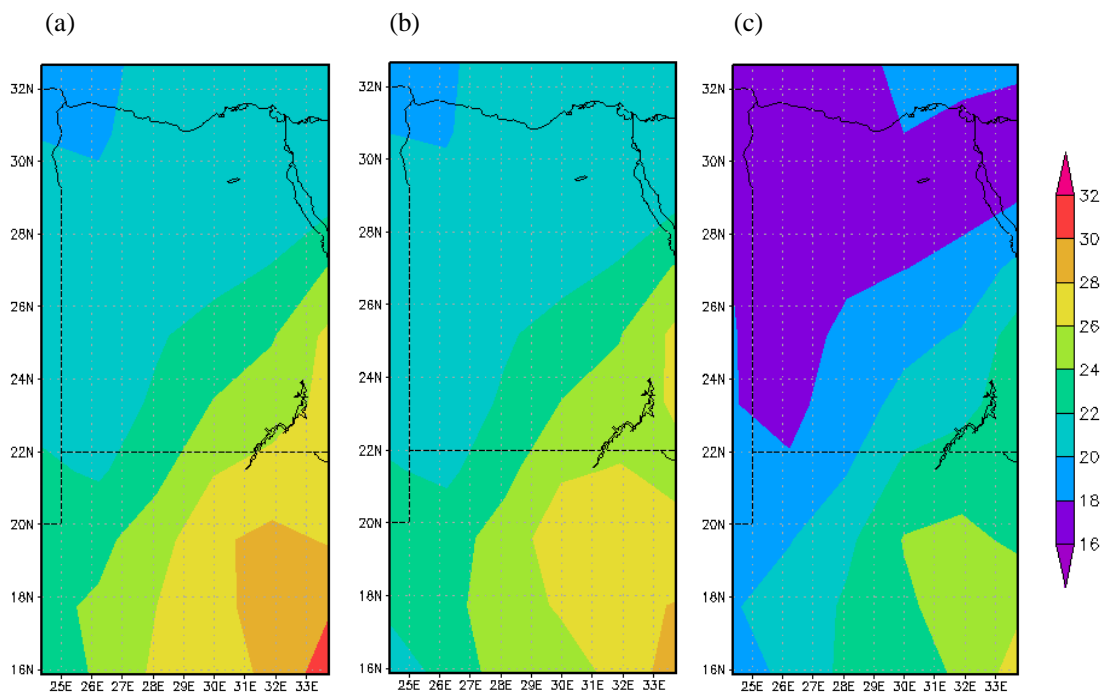 (a) (b) (c)
32N 32N 32N
30N 30N 30N
28N 28N 28N
26N 26N 26N
24N 24N 24N
22N 22N 22N
20N 20N 20N
18N 18N 18N
16N 16N 16N
25E 26E 27E 28E 29E 30E 31E 32E 33E
25E 26E 27E 28E 29E 30E 31E 32E 33E
25E 26E 27E 28E 29E 30E 31E 32E 33E
32
30
28
26
24
22
20
18
16